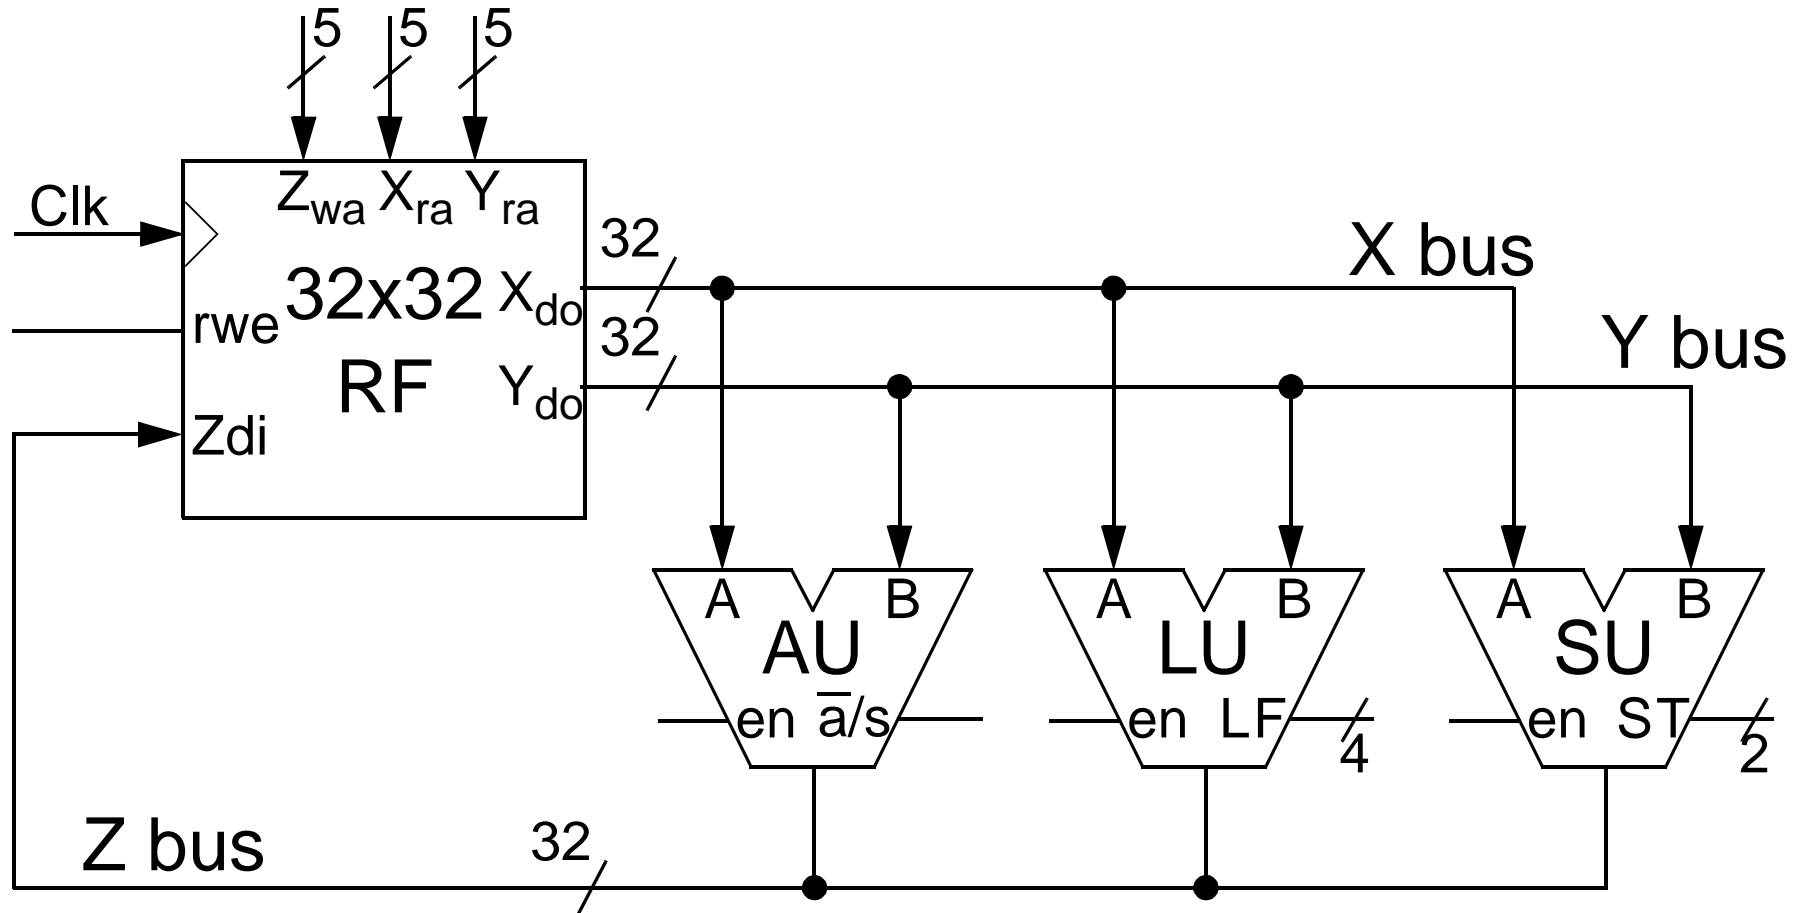 5 5 5
Clk
Zwa Xra Yra
32
X bus
32x32 Xdo
rwe
32
Y bus
RF Ydo
Zdi
A B A B A B
AU LU SU
en a̅/s en LF en ST
4 2
Z bus 32